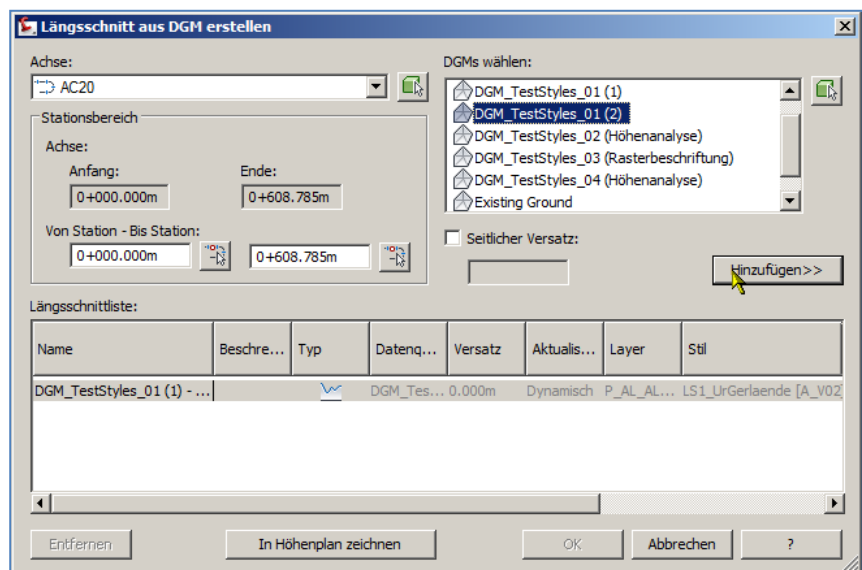 Längsschnitt aus DGM erstellen
Achse:
AC20
Stationsbereich
Achse:
Anfang:
Ende:
0+000.000m
0+608.785m
Von Station - Bis Station:
0+000.000m
0+608.785m
DGMs wählen:
DGM_TestStyles_01 (1)
DGM_TestStyles_01 (2)
DGM_TestStyles_02 (Höhenanalyse)
DGM_TestStyles_03 (Rasterbeschriftung)
DGM_TestStyles_04 (Höhenanalyse)
Existing Ground
Seitlicher Versatz:
Hinzufügen>>
Längsschnittliste:
Name Beschre... Typ Datenq... Versatz Aktualis... Layer Stil
DGM_TestStyles_01 (1) - ... DGM_Tes... 0.000m Dynamisch P_AL_AL... LS1_UrGerlaende [A_V02]
Entfernen In Höhenplan zeichnen OK Abbrechen ?